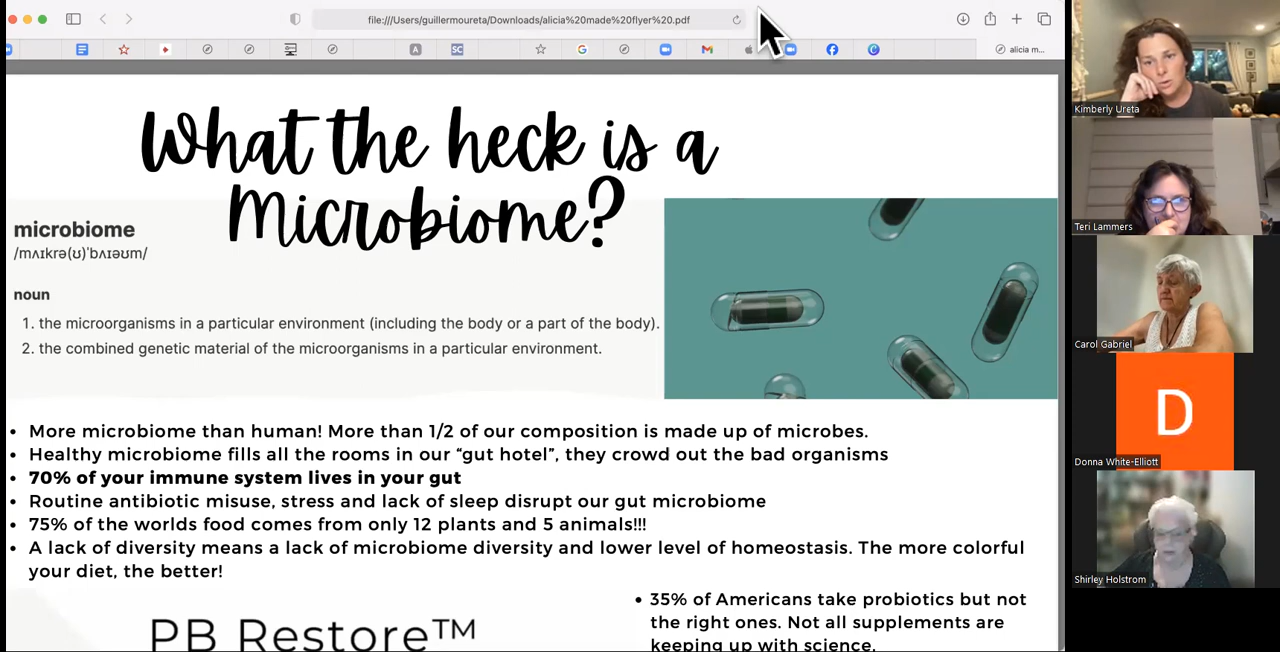 file:///Users/guillermoureta/Downloads/alicia%20made%20flyer%20.pdf
A
SC
G
alicia m...
What the heck is a
Microbiome?
microbiome
/mʌɪkrə(ʊ)ˈbʌɪəʊm/
noun
1. the microorganisms in a particular environment (including the body or a part of the body).
2. the combined genetic material of the microorganisms in a particular environment.
• More microbiome than human! More than 1/2 of our composition is made up of microbes.
• Healthy microbiome fills all the rooms in our “gut hotel”, they crowd out the bad organisms
• 70% of your immune system lives in your gut
• Routine antibiotic misuse, stress and lack of sleep disrupt our gut microbiome
• 75% of the worlds food comes from only 12 plants and 5 animals!!!
• A lack of diversity means a lack of microbiome diversity and lower level of homeostasis. The more colorful
your diet, the better!
PB Restore™
• 35% of Americans take probiotics but not
the right ones. Not all supplements are
keeping up with science.
Kimberly Ureta
Teri Lammers
Carol Gabriel
D
Donna White-Elliott
Shirley Holstrom